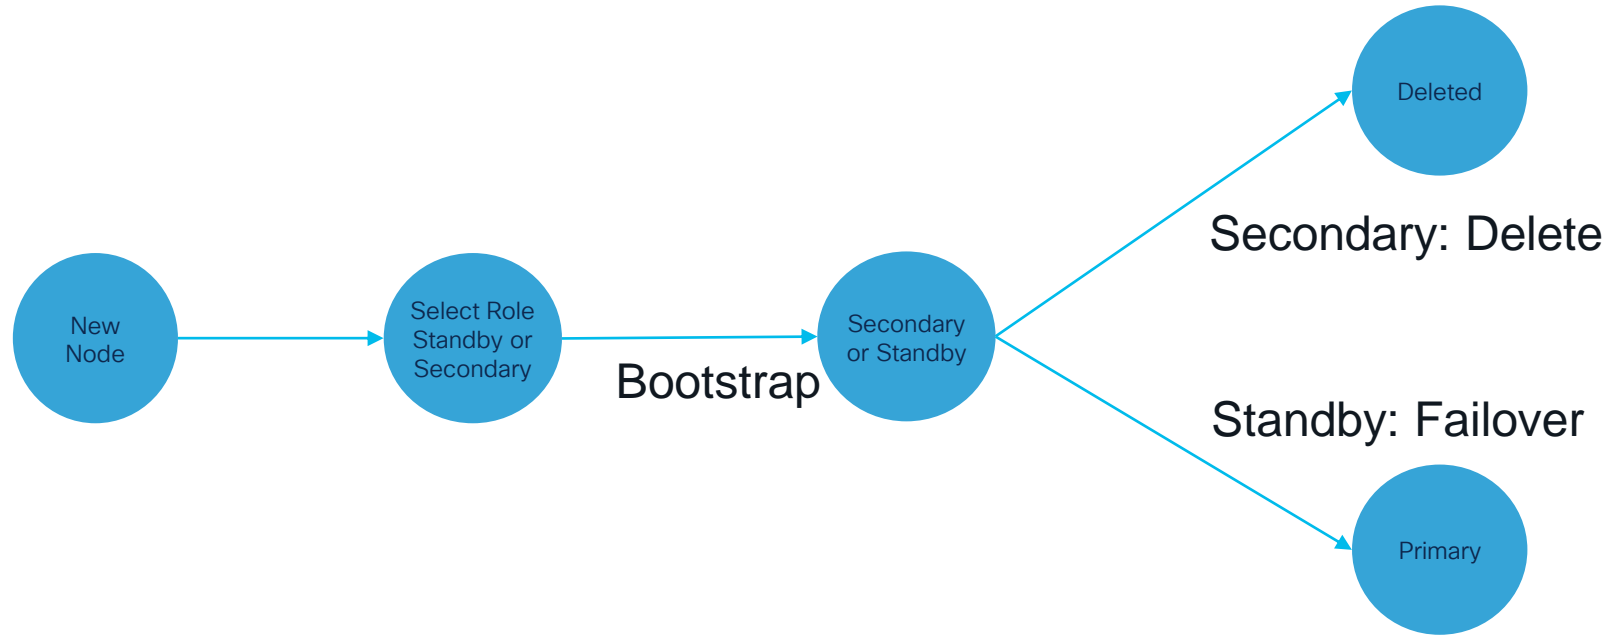 New
Node
Select Role
Standby or
Secondary
Bootstrap
Secondary
or Standby
Deleted
Secondary: Delete
Standby: Failover
Primary